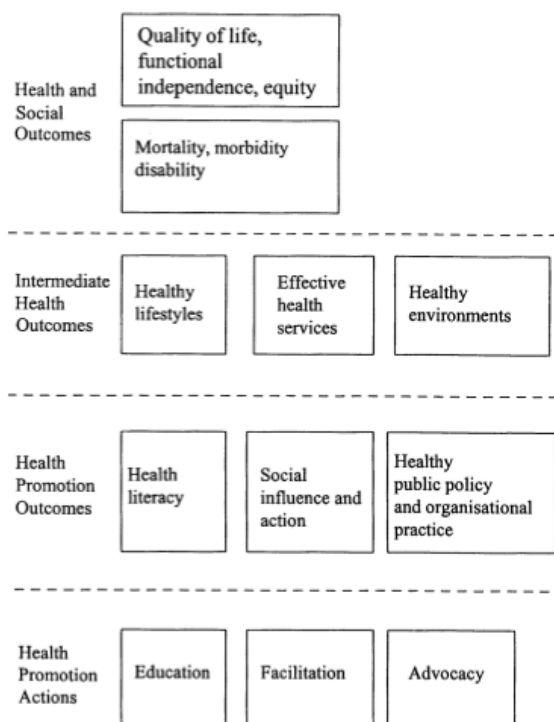 Health and
Social
Outcomes
Quality of life,
functional
independence, equity
Mortality, morbidity
disability
Intermediate
Health
Outcomes
Healthy
lifestyles
Effective
health
services
Healthy
environments
Health
Promotion
Outcomes
Health
literacy
Social
influence and
action
Healthy
public policy
and organisational
practice
Health
Promotion
Actions
Education
Facilitation
Advocacy